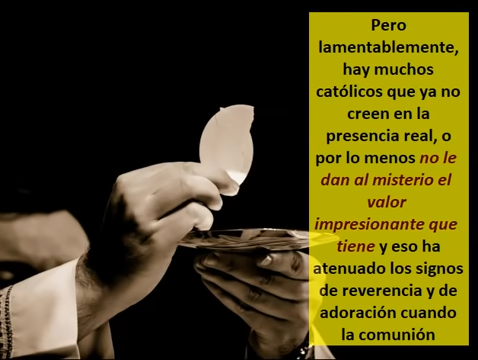 Pero
lamentablemente,
hay muchos
católicos que ya no
creen en la
presencia real, o
por lo menos no le
dan al misterio el
valor
impresionante que
tiene y eso ha
atenuado los signos
de reverencia y de
adoración cuando
la comunión